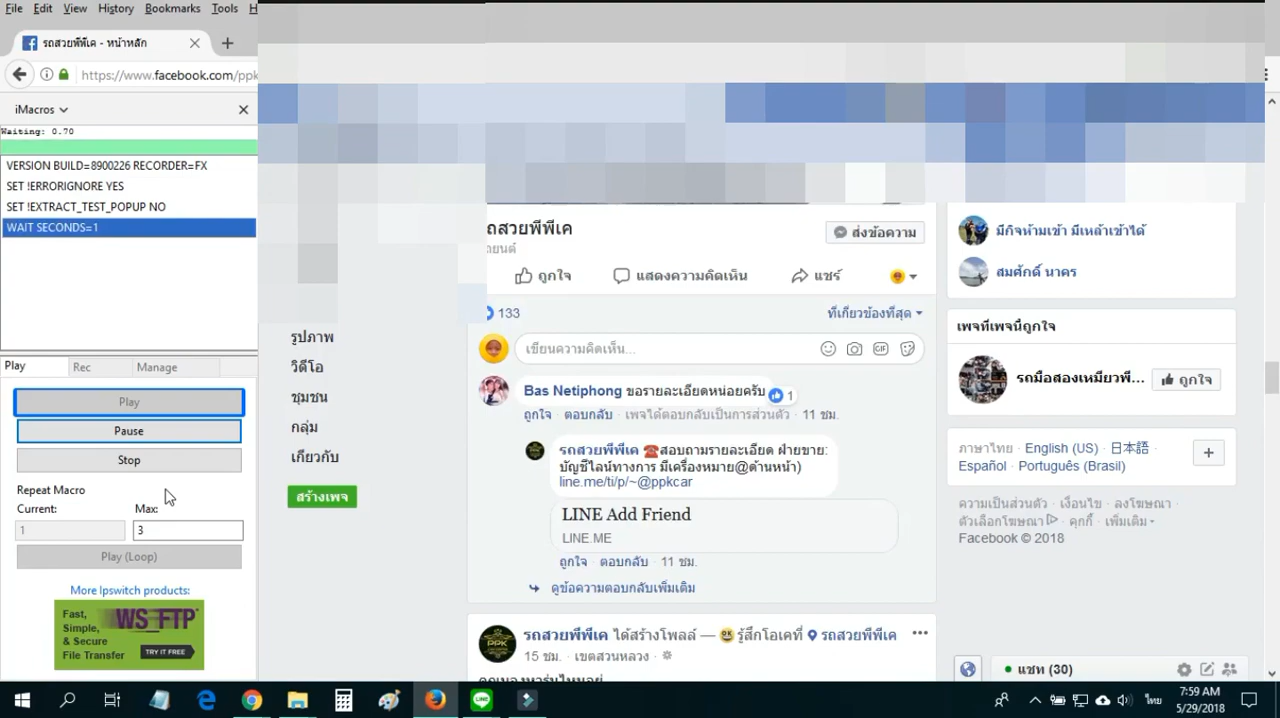 File Edit View History Bookmarks Tools H
รถสวยพีพีเค - หน้าหลัก
https://www.facebook.com/ppk
iMacros
Waiting: 0.70
VERSION BUILD=8900226 RECORDER=FX
SET !ERRORIGNORE YES
SET !EXTRACT_TEST_POPUP NO
WAIT SECONDS=1
Play Rec Manage
Play
Pause
Stop
Repeat Macro
Current: Max:
1 3
Play (Loop)
More Ipswitch products:
Fast, Simple, & Secure File Transfer
WS_FTP
TRY IT FREE
รูปภาพ
วิดีโอ
ชุมชน
กลุ่ม
เกี่ยวกับ
สร้างเพจ
ถสวยพีพีเค
ถยนต์
ส่งข้อความ
ถูกใจ แสดงความคิดเห็น แชร์
133 ที่เกี่ยวข้องที่สุด
เขียนความคิดเห็น...
GIF
Bas Netiphong ขอรายละเอียดหน่อยครับ 1
ถูกใจ · ตอบกลับ · เพจได้ตอบกลับเป็นการส่วนตัว · 11 ชม.
รถสวยพีพีเค ☎️สอบถามรายละเอียด ฝ่ายขาย:
บัญชีไลน์ทางการ มีเครื่องหมาย@ด้านหน้า)
line.me/ti/p/~@ppkcar
LINE Add Friend
LINE.ME
ถูกใจ · ตอบกลับ · 11 ชม.
ดูข้อความตอบกลับเพิ่มเติม
PPK
รถสวยพีพีเค ได้สร้างโพลล์ — รู้สึกโอเคที่ รถสวยพีพีเค
15 ชม. · เขตสวนหลวง ·
มีกิจห้ามเข้า มีเหล้าเข้าได้
สมศักดิ์ นาคร
เพจที่เพจนี้ถูกใจ
รถมือสองเหมียวพี... ถูกใจ
ภาษาไทย · English (US) · 日本語 ·
Español · Português (Brasil)
ความเป็นส่วนตัว · เงื่อนไข · ลงโฆษณา ·
ตัวเลือกโฆษณา · คุกกี้ · เพิ่มเติม
Facebook © 2018
แชท (30)
ไทย
7:59 AM
5/29/2018